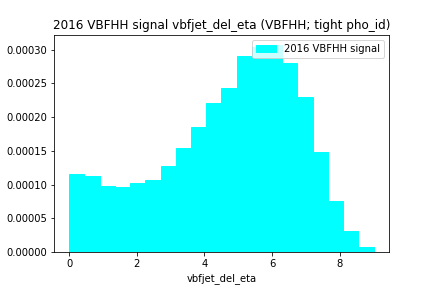 2016 VBFHH signal vbfjet_del_eta (VBFHH; tight pho_id)
2016 VBFHH signal
0.00030
0.00025
0.00020
0.00015
0.00010
0.00005
0.00000
0 2 4 6 8
vbfjet_del_eta